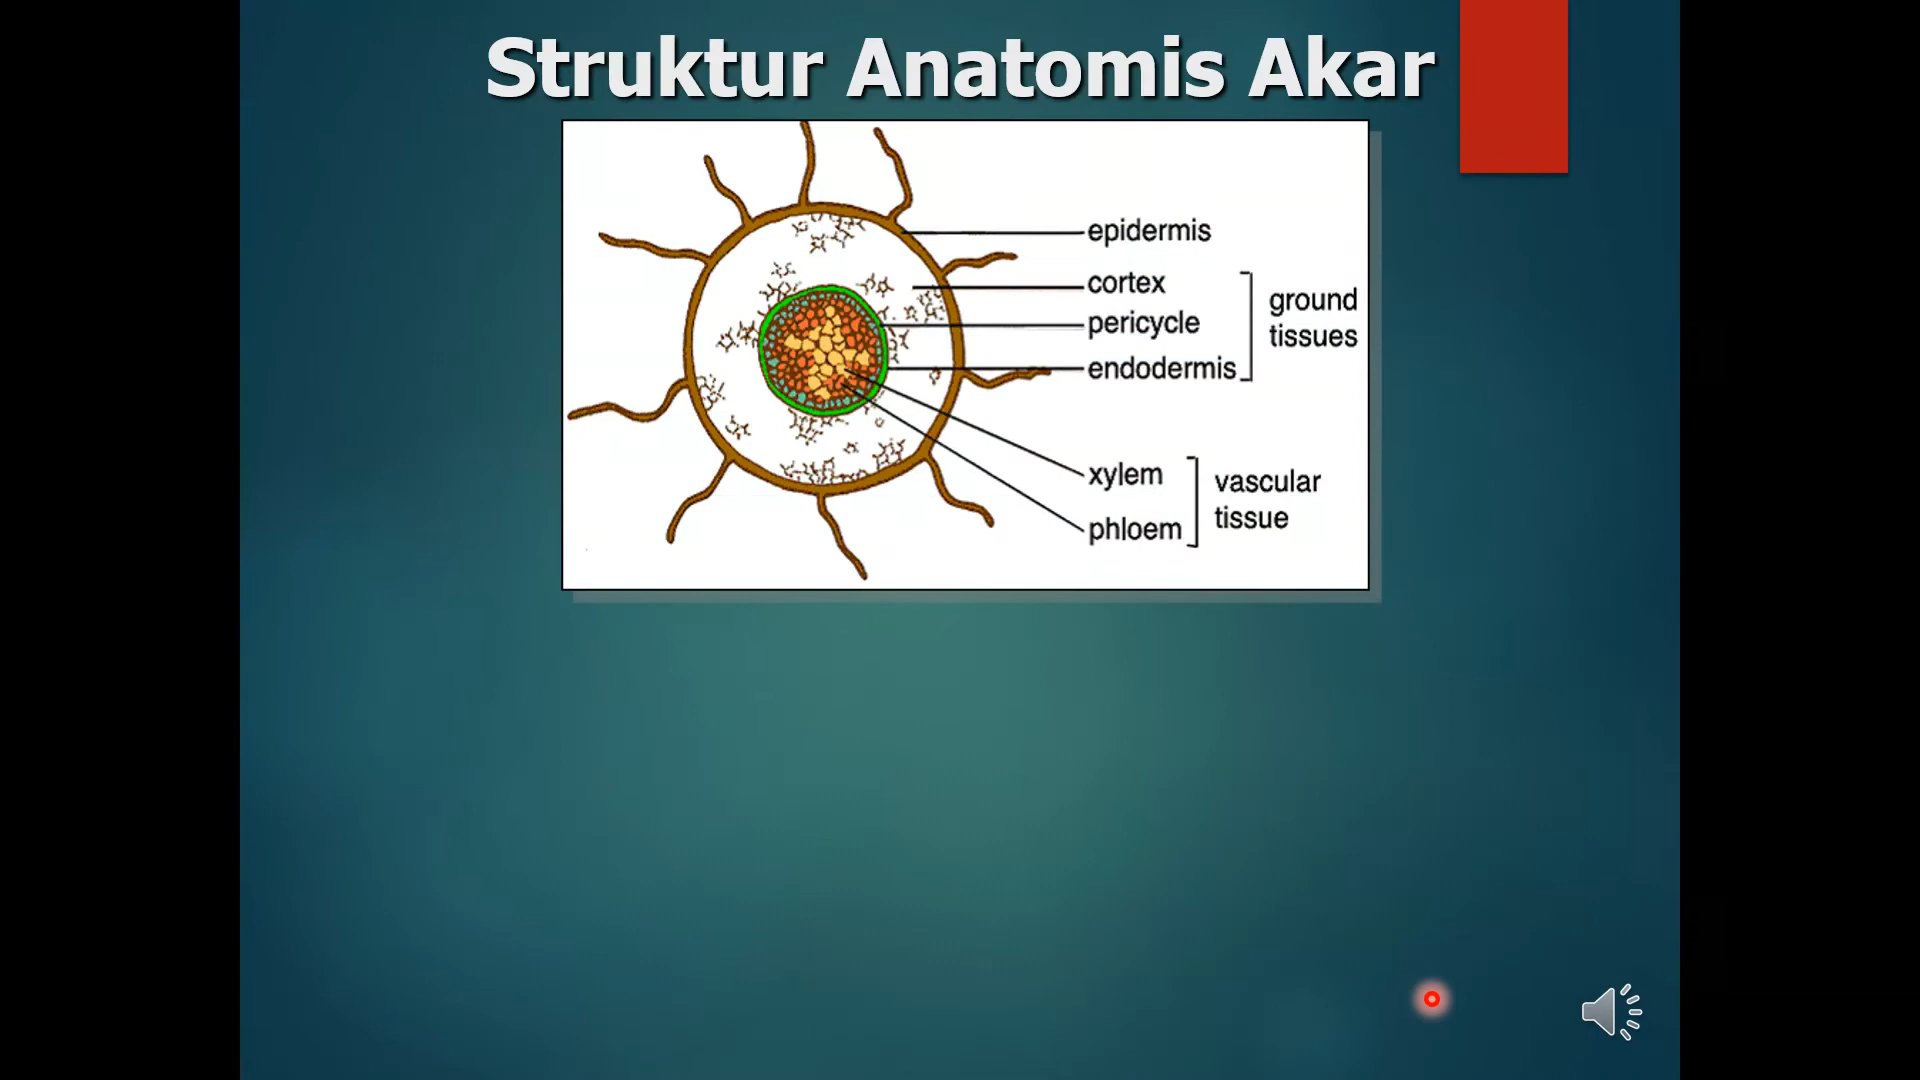 Struktur Anatomis Akar
epidermis
cortex
pericycle
endodermis
ground
tissues
xylem
phloem
vascular
tissue